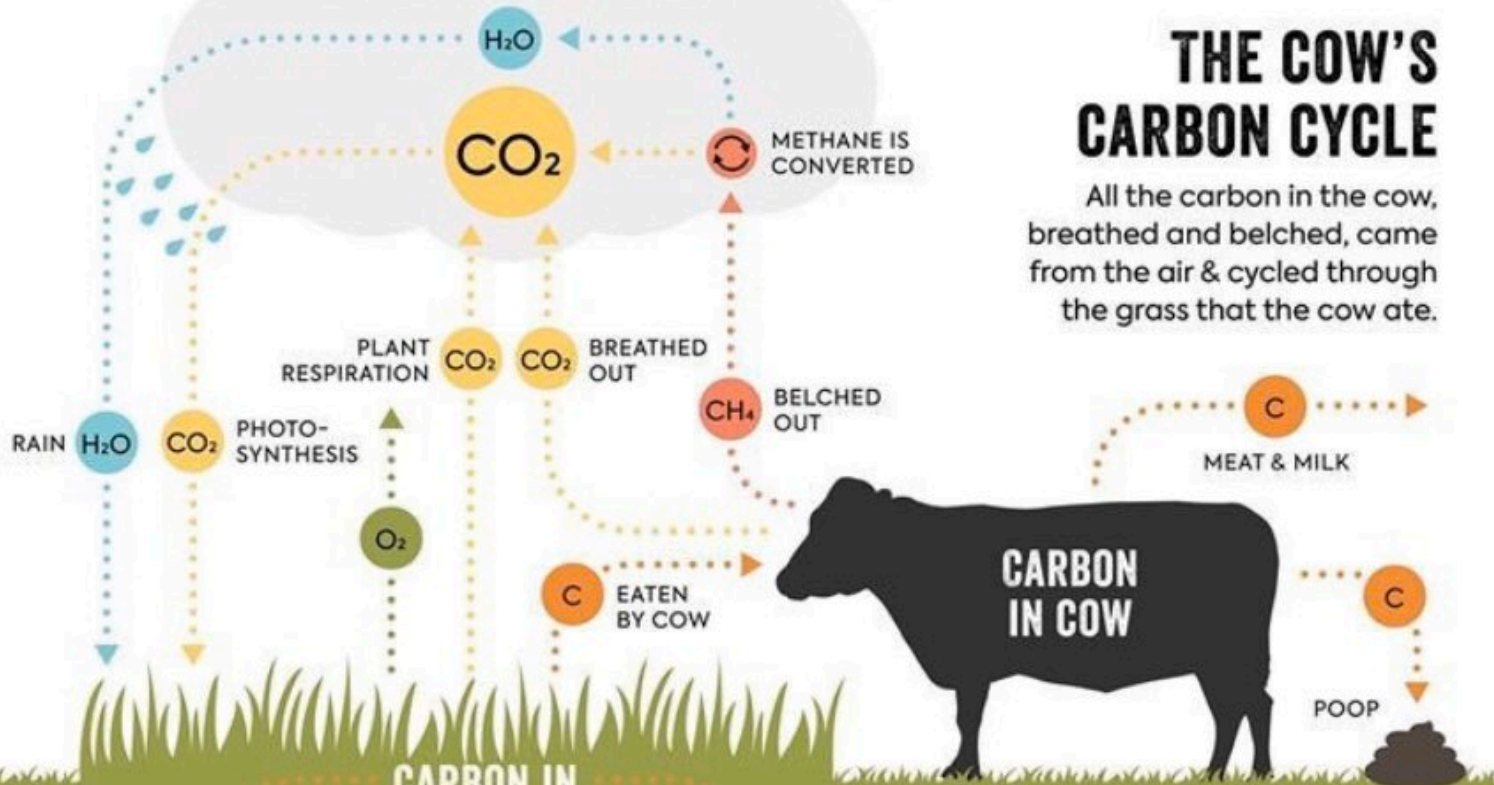 THE COW'S
CARBON CYCLE
All the carbon in the cow,
breathed and belched, came
from the air & cycled through
the grass that the cow ate.
H₂O
CO₂
METHANE IS
CONVERTED
PLANT
RESPIRATION
CO₂
CO₂
BREATHED
OUT
CH₄
BELCHED
OUT
C
MEAT & MILK
RAIN
H₂O
CO₂
PHOTO-
SYNTHESIS
O₂
C
EATEN
BY COW
CARBON
IN COW
C
POOP
CARBON IN